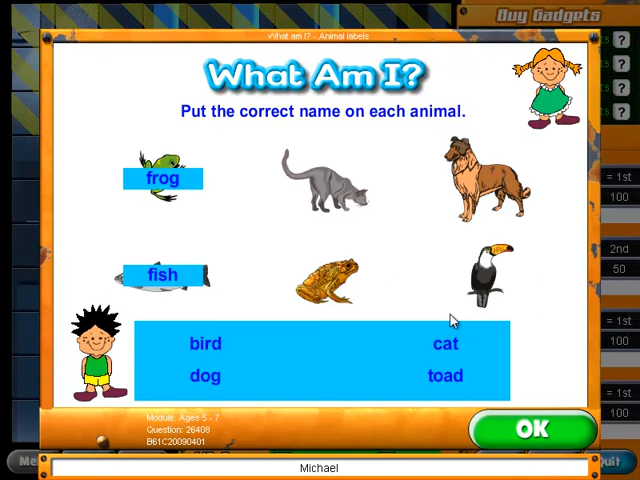 Buy Gadgets
What am I? - Animal labels
What Am I?
Put the correct name on each animal.
?
?
?
?
frog
= 1st
100
2nd
50
fish
bird
cat
= 1st
100
dog
toad
= 1st
100
Module: Ages 5 - 7
Question: 26408
B61C20090401
OK
Me
Quit
Michael